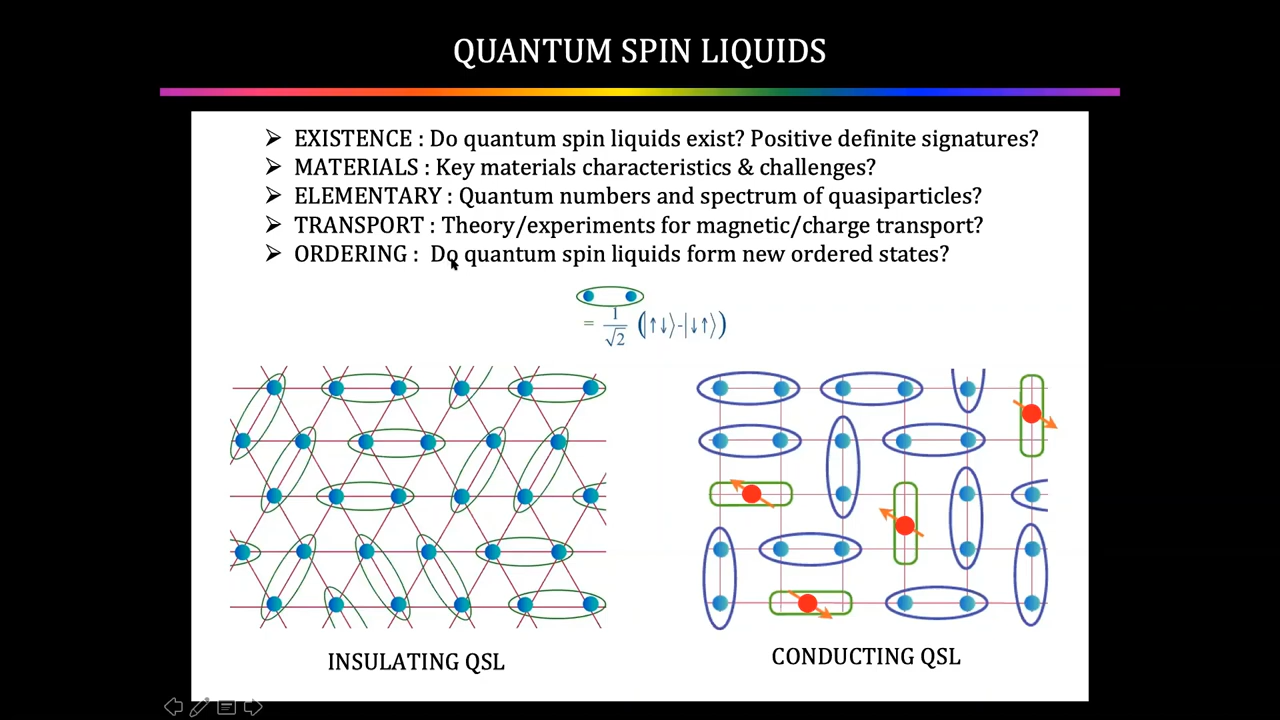 QUANTUM SPIN LIQUIDS
➢ EXISTENCE : Do quantum spin liquids exist? Positive definite signatures?
➢ MATERIALS : Key materials characteristics & challenges?
➢ ELEMENTARY : Quantum numbers and spectrum of quasiparticles?
➢ TRANSPORT : Theory/experiments for magnetic/charge transport?
➢ ORDERING : Do quantum spin liquids form new ordered states?
= 1/√2 (|↑↓⟩-|↓↑⟩)
INSULATING QSL
CONDUCTING QSL